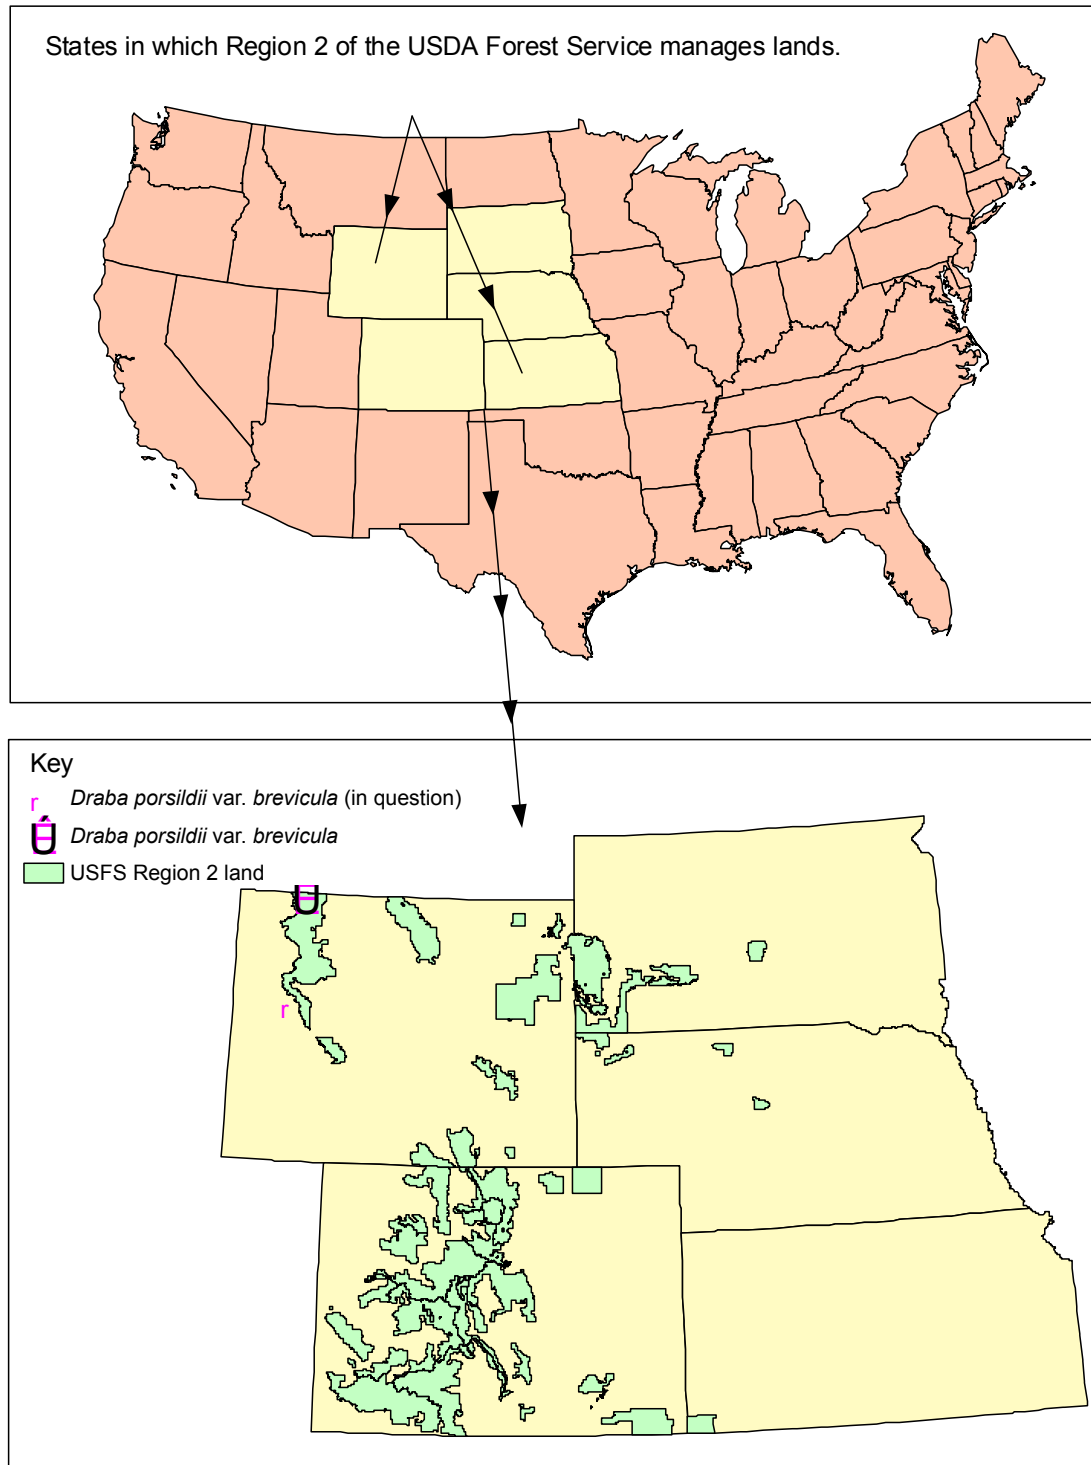 States in which Region 2 of the USDA Forest Service manages lands.
Key
r Draba porsildii var. brevicula (in question)
Ú Draba porsildii var. brevicula
USFS Region 2 land
U
r